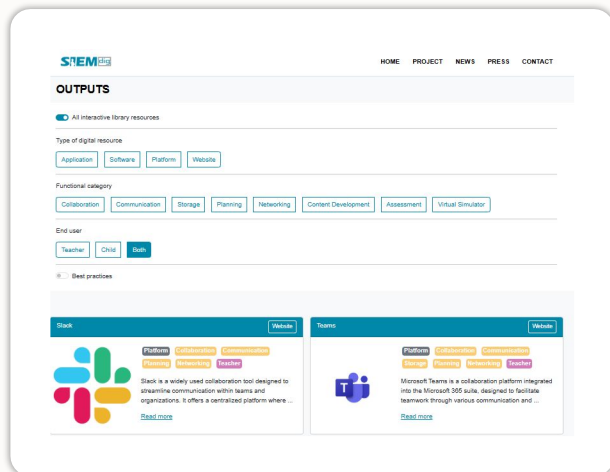 STEM dig
HOME PROJECT NEWS PRESS CONTACT
OUTPUTS
All interactive library resources
Type of digital resource
Application Software Platform Website
Functional category
Collaboration Communication Storage Planning Networking Content Development Assessment Virtual Simulator
End user
Teacher Child Both
Best practices
Slack Website
Platform Collaboration Communication
Planning Networking Teacher
Slack is a widely used collaboration tool designed to
streamline communication within teams and
organizations. It offers a centralized platform where ...
Read more
Teams Website
Platform Collaboration Communication
Storage Planning Networking Teacher
T
Microsoft Teams is a collaboration platform integrated
into the Microsoft 365 suite, designed to facilitate
teamwork through various communication and ...
Read more